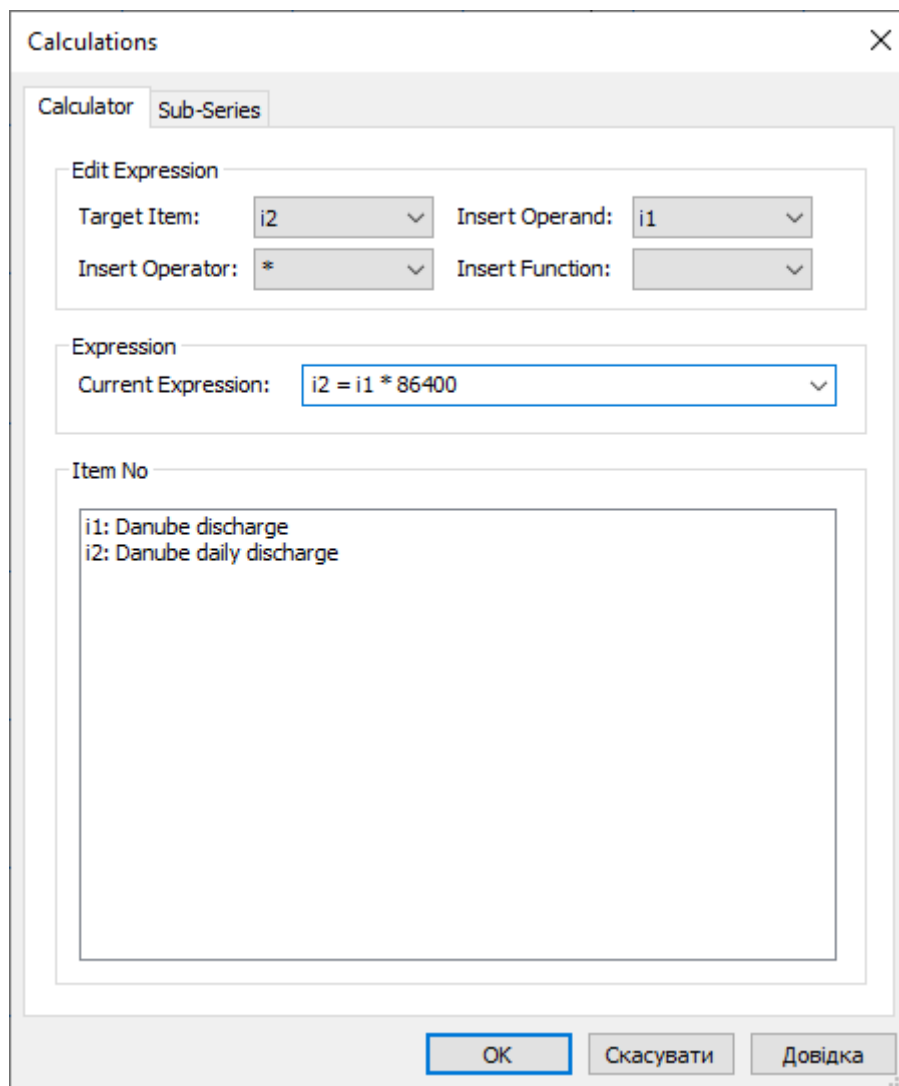 Calculations
Calculator Sub-Series
Edit Expression
Target Item: i2 Insert Operand: i1
Insert Operator: * Insert Function:
Expression
Current Expression: i2 = i1 * 86400
Item No
i1: Danube discharge
i2: Danube daily discharge
OK Скасувати Довідка